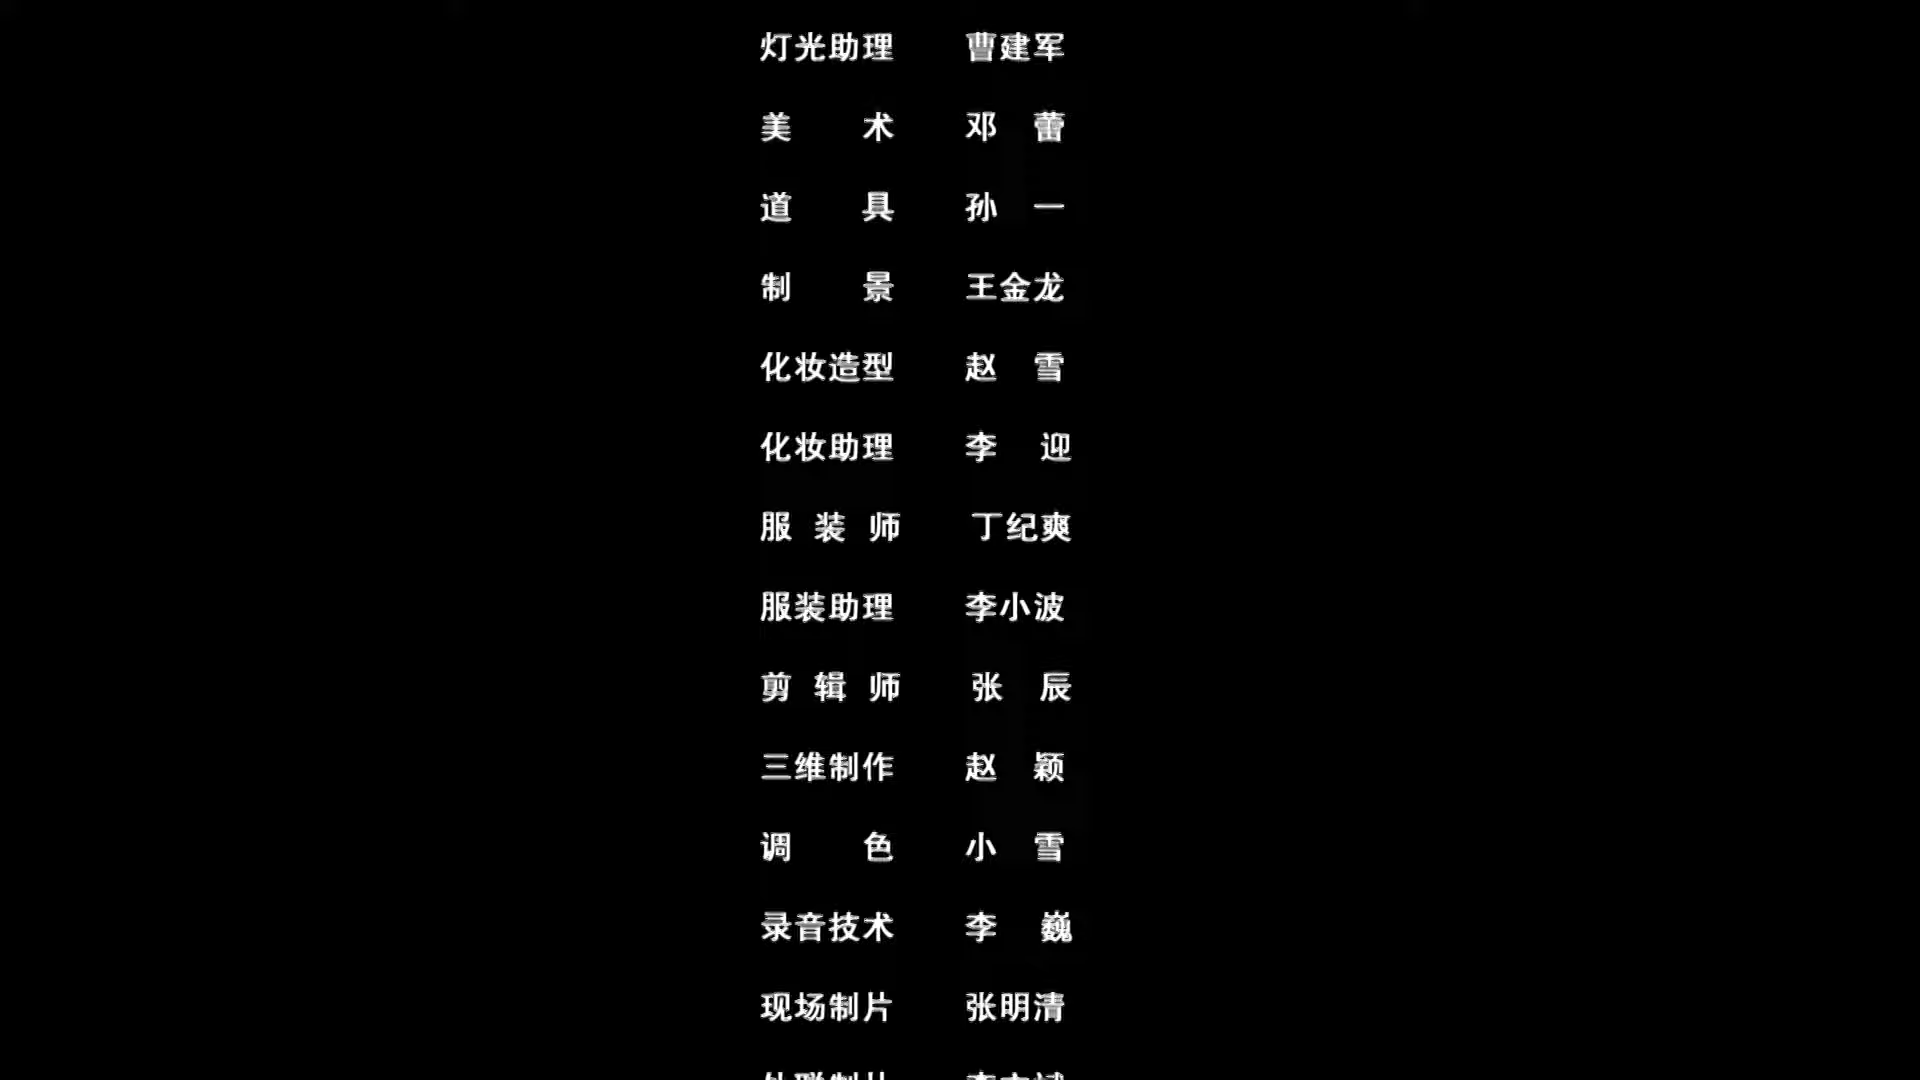 灯光助理 曹建军
美 术 邓 蕾
道 具 孙 一
制 景 王金龙
化妆造型 赵 雪
化妆助理 李 迎
服 装 师 丁纪爽
服装助理 李小波
剪 辑 师 张 辰
三维制作 赵 颖
调 色 小 雪
录音技术 李 巍
现场制片 张明清